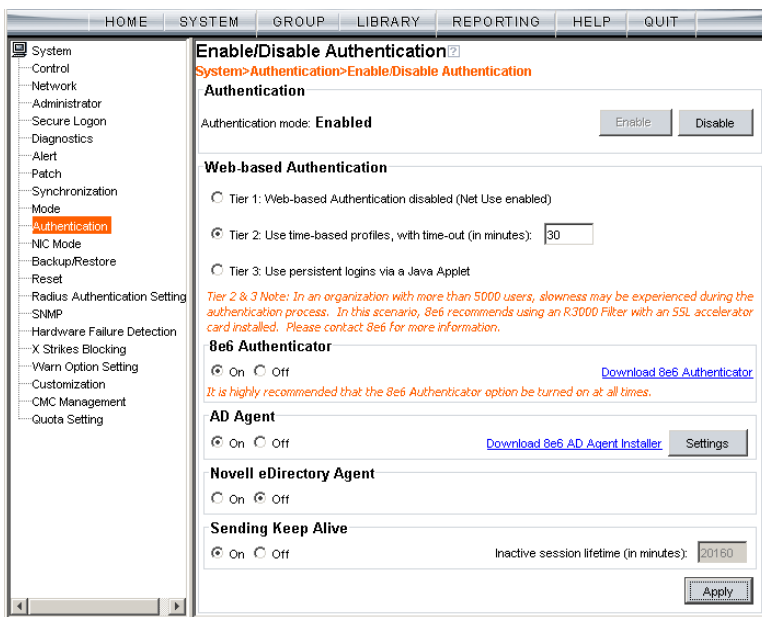 HOME SYSTEM GROUP LIBRARY REPORTING HELP QUIT
System
Control
Network
Administrator
Secure Logon
Diagnostics
Alert
Patch
Synchronization
Mode
Authentication
NIC Mode
Backup/Restore
Reset
Radius Authentication Setting
SNMP
Hardware Failure Detection
X Strikes Blocking
Warn Option Setting
Customization
CMC Management
Quota Setting
Enable/Disable Authentication ?
System>Authentication>Enable/Disable Authentication
Authentication
Authentication mode: Enabled Enable Disable
Web-based Authentication
Tier 1: Web-based Authentication disabled (Net Use enabled)
Tier 2: Use time-based profiles, with time-out (in minutes): 30
Tier 3: Use persistent logins via a Java Applet
Tier 2 & 3 Note: In an organization with more than 5000 users, slowness may be experienced during the
authentication process. In this scenario, 8e6 recommends using an R3000 Filter with an SSL accelerator
card installed. Please contact 8e6 for more information.
8e6 Authenticator
On Off Download 8e6 Authenticator
It is highly recommended that the 8e6 Authenticator option be turned on at all times.
AD Agent
On Off Download 8e6 AD Agent Installer Settings
Novell eDirectory Agent
On Off
Sending Keep Alive
On Off Inactive session lifetime (in minutes): 20160
Apply